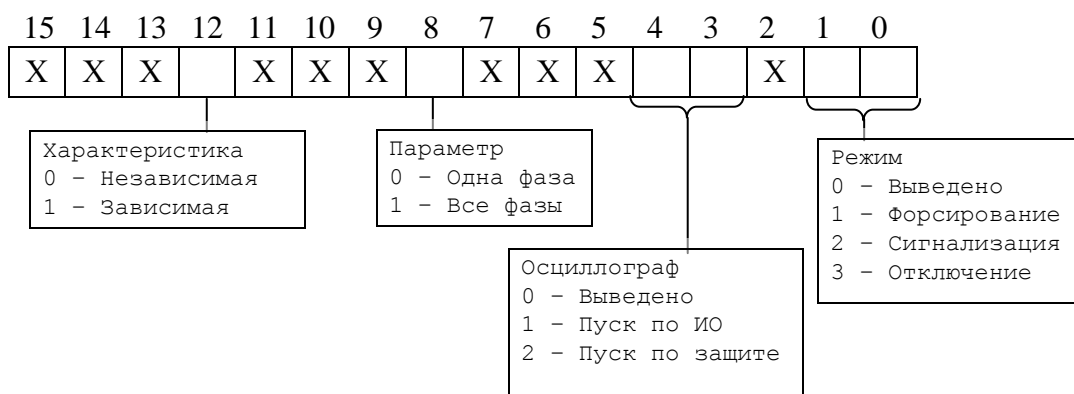 15 14 13 12 11 10 9 8 7 6 5 4 3 2 1 0
X X X X X X X X X X
Характеристика
0 – Независимая
1 – Зависимая
Параметр
0 – Одна фаза
1 – Все фазы
Режим
0 – Выведено
1 – Форсирование
2 – Сигнализация
3 – Отключение
Осциллограф
0 – Выведено
1 – Пуск по ИО
2 – Пуск по защите